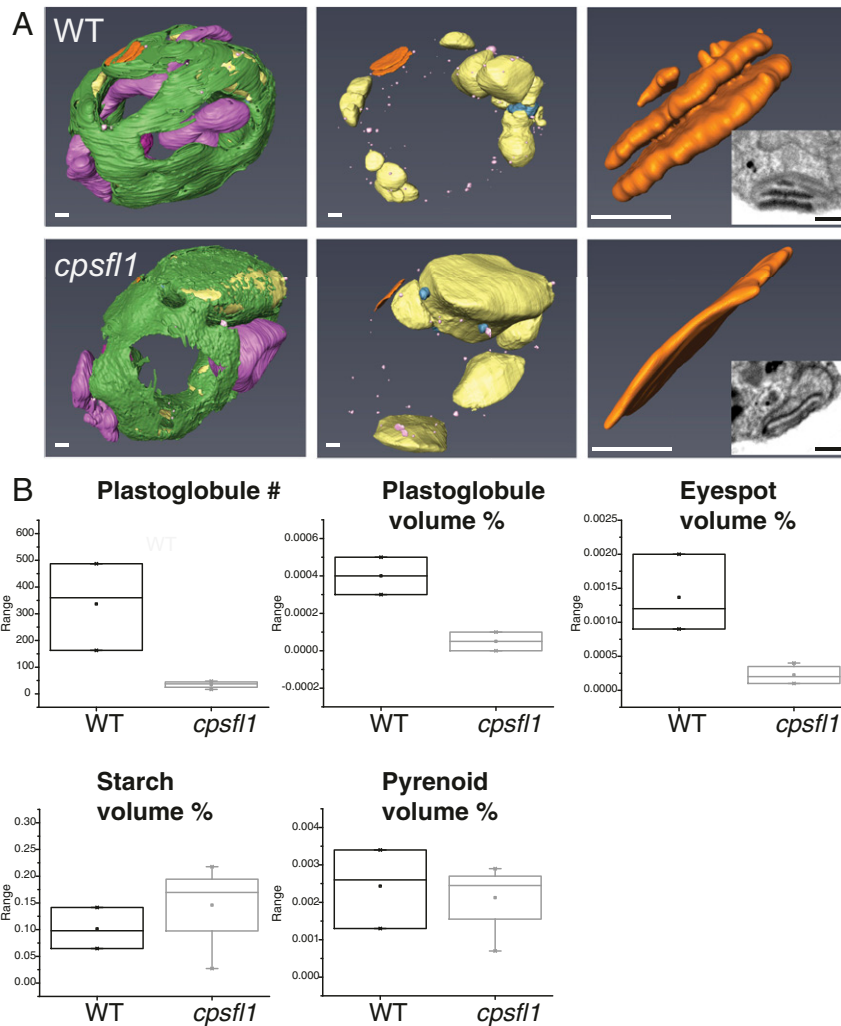 A
WT
cpsfl1
B
Plastoglobule #
Range
600
500
400
300
200
100
50
0
WT
WT cpsfl1
Plastoglobule
volume %
Range
0.0006
0.0004
0.0002
0.0000
-0.0002
WT cpsfl1
Eyespot
volume %
Range
0.0025
0.0020
0.0015
0.0010
0.0005
0.0000
WT cpsfl1
Starch
volume %
Range
0.30
0.25
0.20
0.15
0.10
0.05
0.00
WT cpsfl1
Pyrenoid
volume %
Range
0.004
0.003
0.002
0.001
0.000
WT cpsfl1